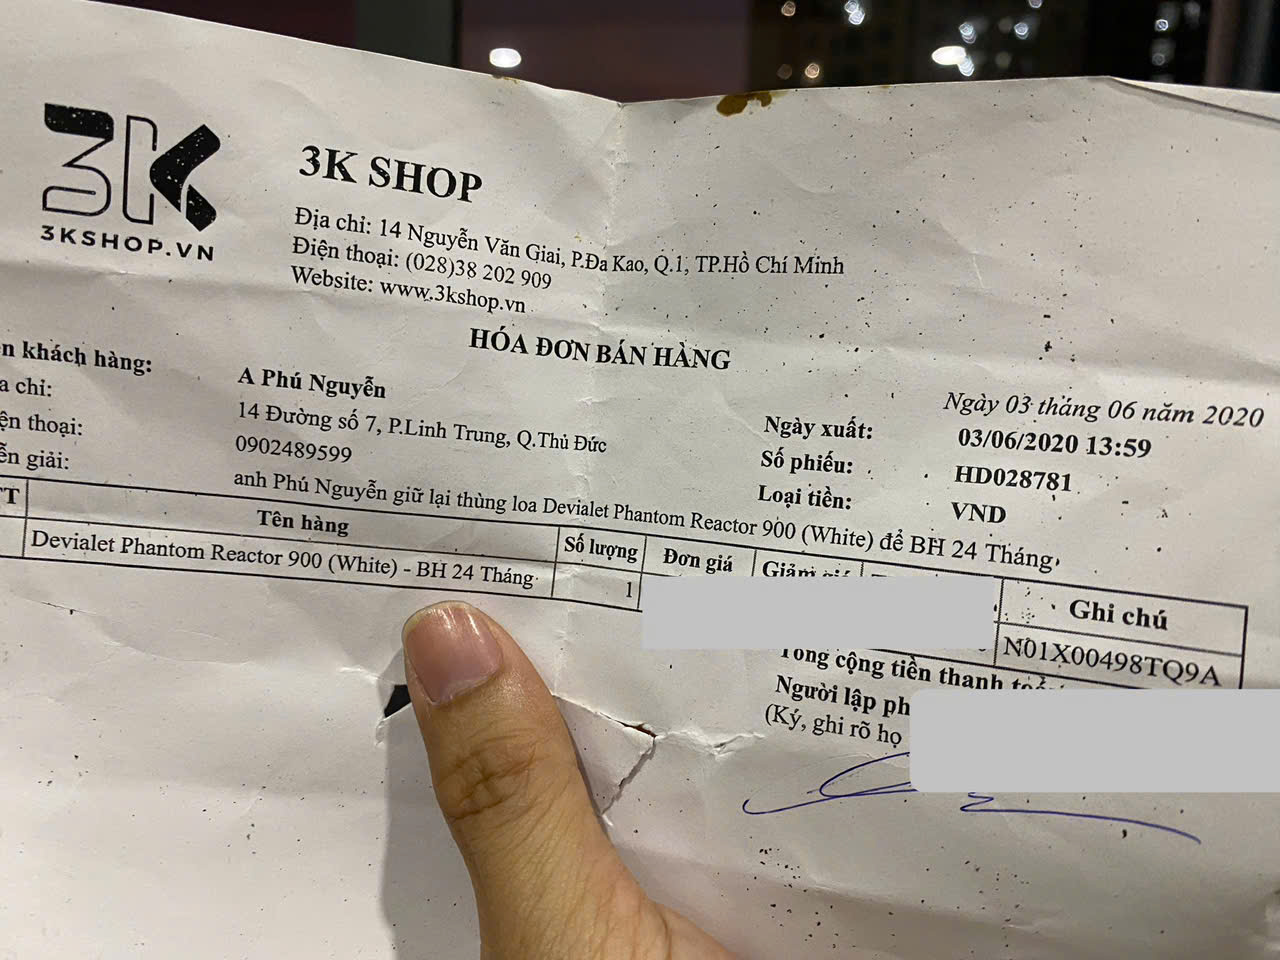 3K
3KSHOP.VN
3K SHOP
Địa chỉ: 14 Nguyễn Văn Giai, P.Đa Kao, Q.1, TP.Hồ Chí Minh
Điện thoại: (028)38 202 909
Website: www.3kshop.vn
HÓA ĐƠN BÁN HÀNG
Ngày 03 tháng 06 năm 2020
n khách hàng: A Phú Nguyễn
a chỉ: 14 Đường số 7, P.Linh Trung, Q.Thủ Đức
ện thoại: 0902489599
ễn giải: anh Phú Nguyễn giữ lại thùng loa Devialet Phantom Reactor 900 (White) để BH 24 Tháng
Ngày xuất: 03/06/2020 13:59
Số phiếu: HD028781
Loại tiền: VND
TT Tên hàng Số lượng Đơn giá Giảm giá Ghi chú
Devialet Phantom Reactor 900 (White) - BH 24 Tháng 1 N01X00498TQ9A
Tổng cộng tiền thanh
Người lập ph
(Ký, ghi rõ họ